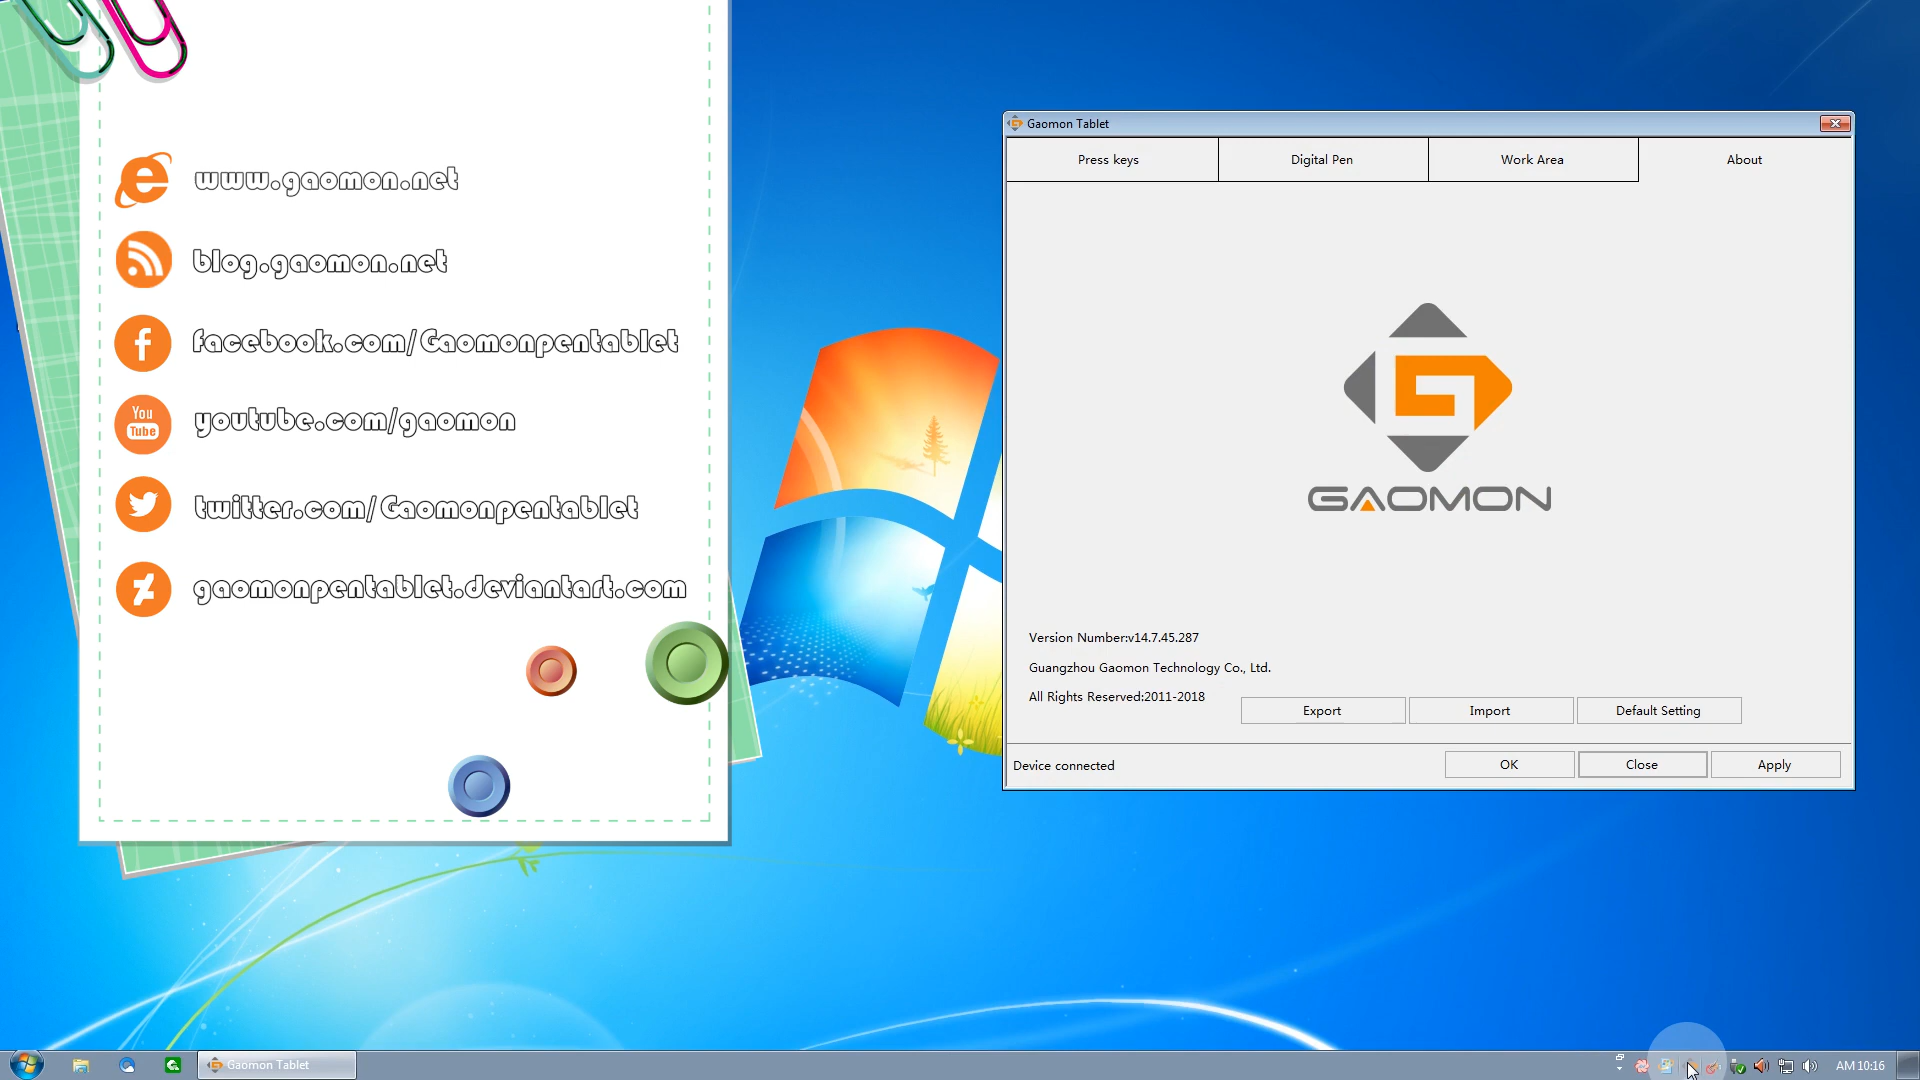 www.gaomon.net
blog.gaomon.net
facebook.com/Gaomonpentablet
You
Tube
youtube.com/gaomon
twitter.com/Gaomonpentablet
gaomonpentablet.deviantart.com
Gaomon Tablet
Press keys
Digital Pen
Work Area
About
GAOMON
Version Number:v14.7.45.287
Guangzhou Gaomon Technology Co., Ltd.
All Rights Reserved:2011-2018
Export
Import
Default Setting
Device connected
OK
Close
Apply
Gaomon Tablet
AM 10:16